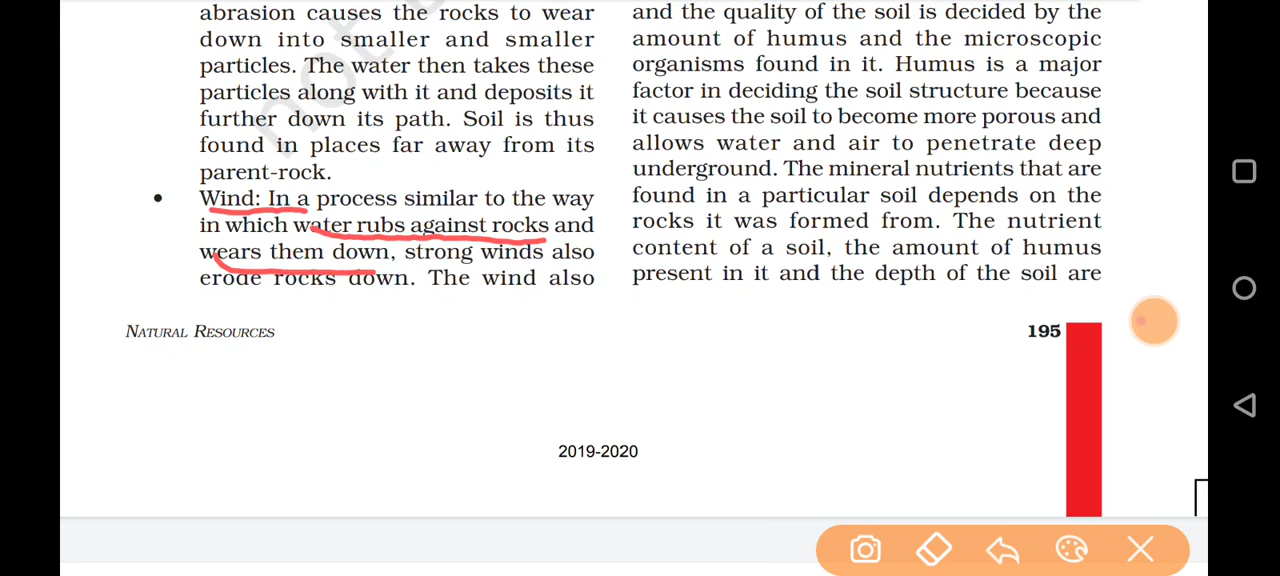 abrasion causes the rocks to wear
down into smaller and smaller
particles. The water then takes these
particles along with it and deposits it
further down its path. Soil is thus
found in places far away from its
parent-rock.
• Wind: In a process similar to the way
in which water rubs against rocks and
wears them down, strong winds also
erode rocks down. The wind also
and the quality of the soil is decided by the
amount of humus and the microscopic
organisms found in it. Humus is a major
factor in deciding the soil structure because
it causes the soil to become more porous and
allows water and air to penetrate deep
underground. The mineral nutrients that are
found in a particular soil depends on the
rocks it was formed from. The nutrient
content of a soil, the amount of humus
present in it and the depth of the soil are
NATURAL RESOURCES
195
2019-2020
not